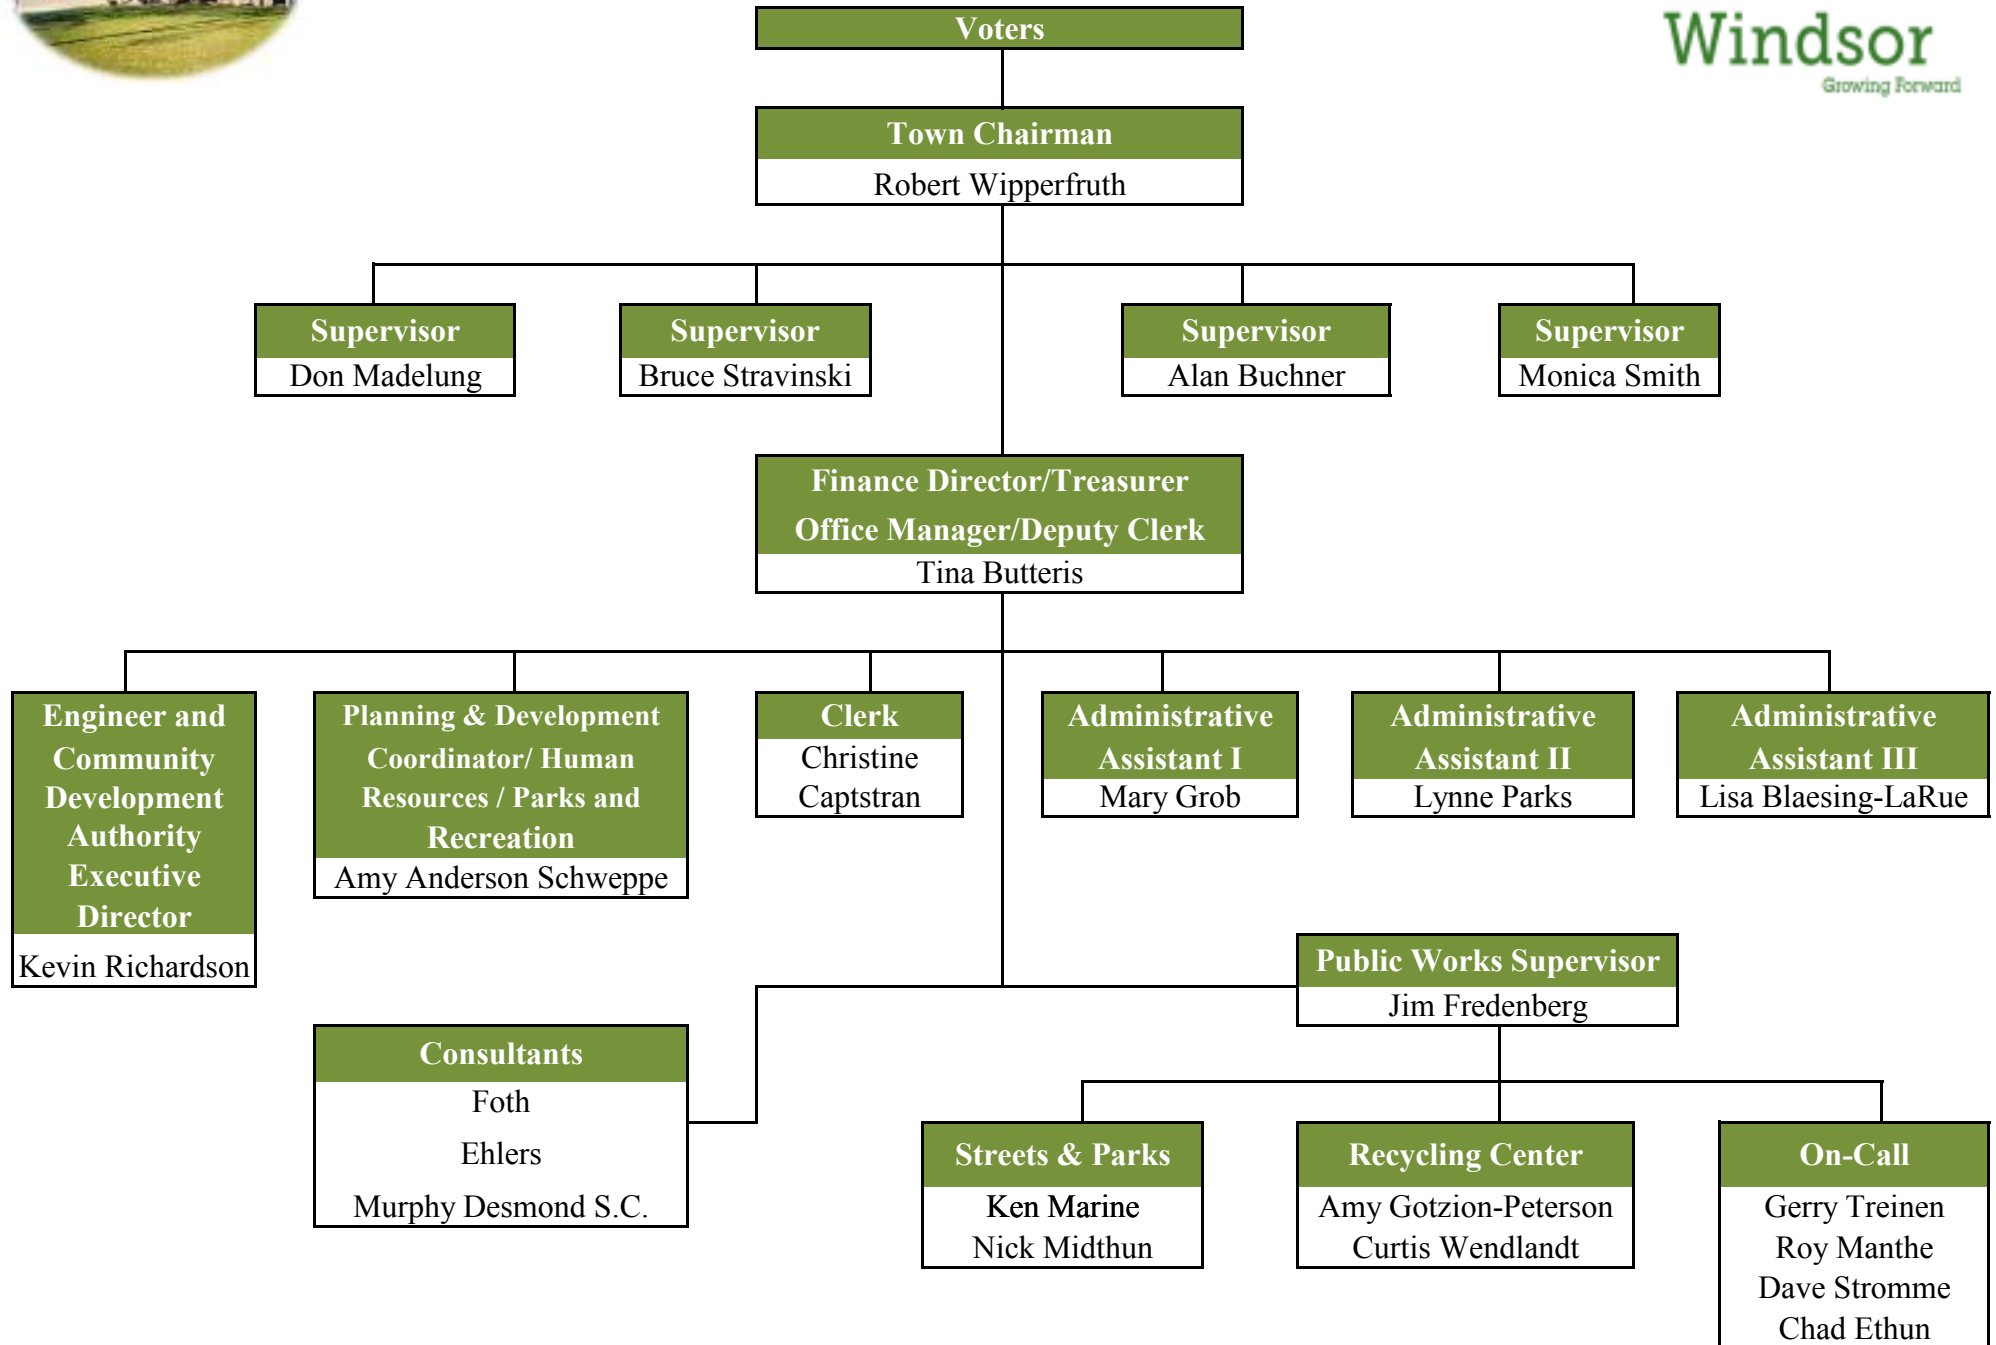 Voters
Windsor
Growing Forward
Town Chairman
Robert Wipperfruth
Supervisor
Don Madelung
Supervisor
Bruce Stravinski
Supervisor
Alan Buchner
Supervisor
Monica Smith
Finance Director/Treasurer
Office Manager/Deputy Clerk
Tina Butteris
Engineer and
Community
Development
Authority
Executive
Director
Kevin Richardson
Planning & Development
Coordinator/ Human
Resources / Parks and
Recreation
Amy Anderson Schweppe
Clerk
Christine
Captstran
Administrative
Assistant I
Mary Grob
Administrative
Assistant II
Lynne Parks
Administrative
Assistant III
Lisa Blaesing-LaRue
Public Works Supervisor
Jim Fredenberg
Consultants
Foth
Ehlers
Murphy Desmond S.C.
Streets & Parks
Ken Marine
Nick Midthun
Recycling Center
Amy Gotzion-Peterson
Curtis Wendlandt
On-Call
Gerry Treinen
Roy Manthe
Dave Stromme
Chad Ethun